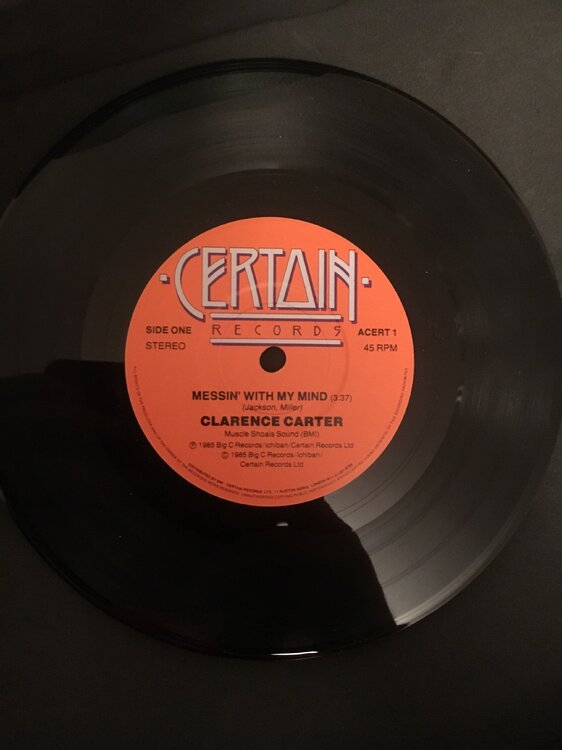 CERTAIN
RECORDS
SIDE ONE
ACERT 1
STEREO
45 RPM
MESSIN' WITH MY MIND (3.37)
(Jackson, Miller)
CLARENCE CARTER
Muscle Shoals Sound (BMI)
℗ 1985 Big C Records/Ichiban/
Certain Records Ltd
© 1985 Big C Records/Ichiban/
Certain Records Ltd